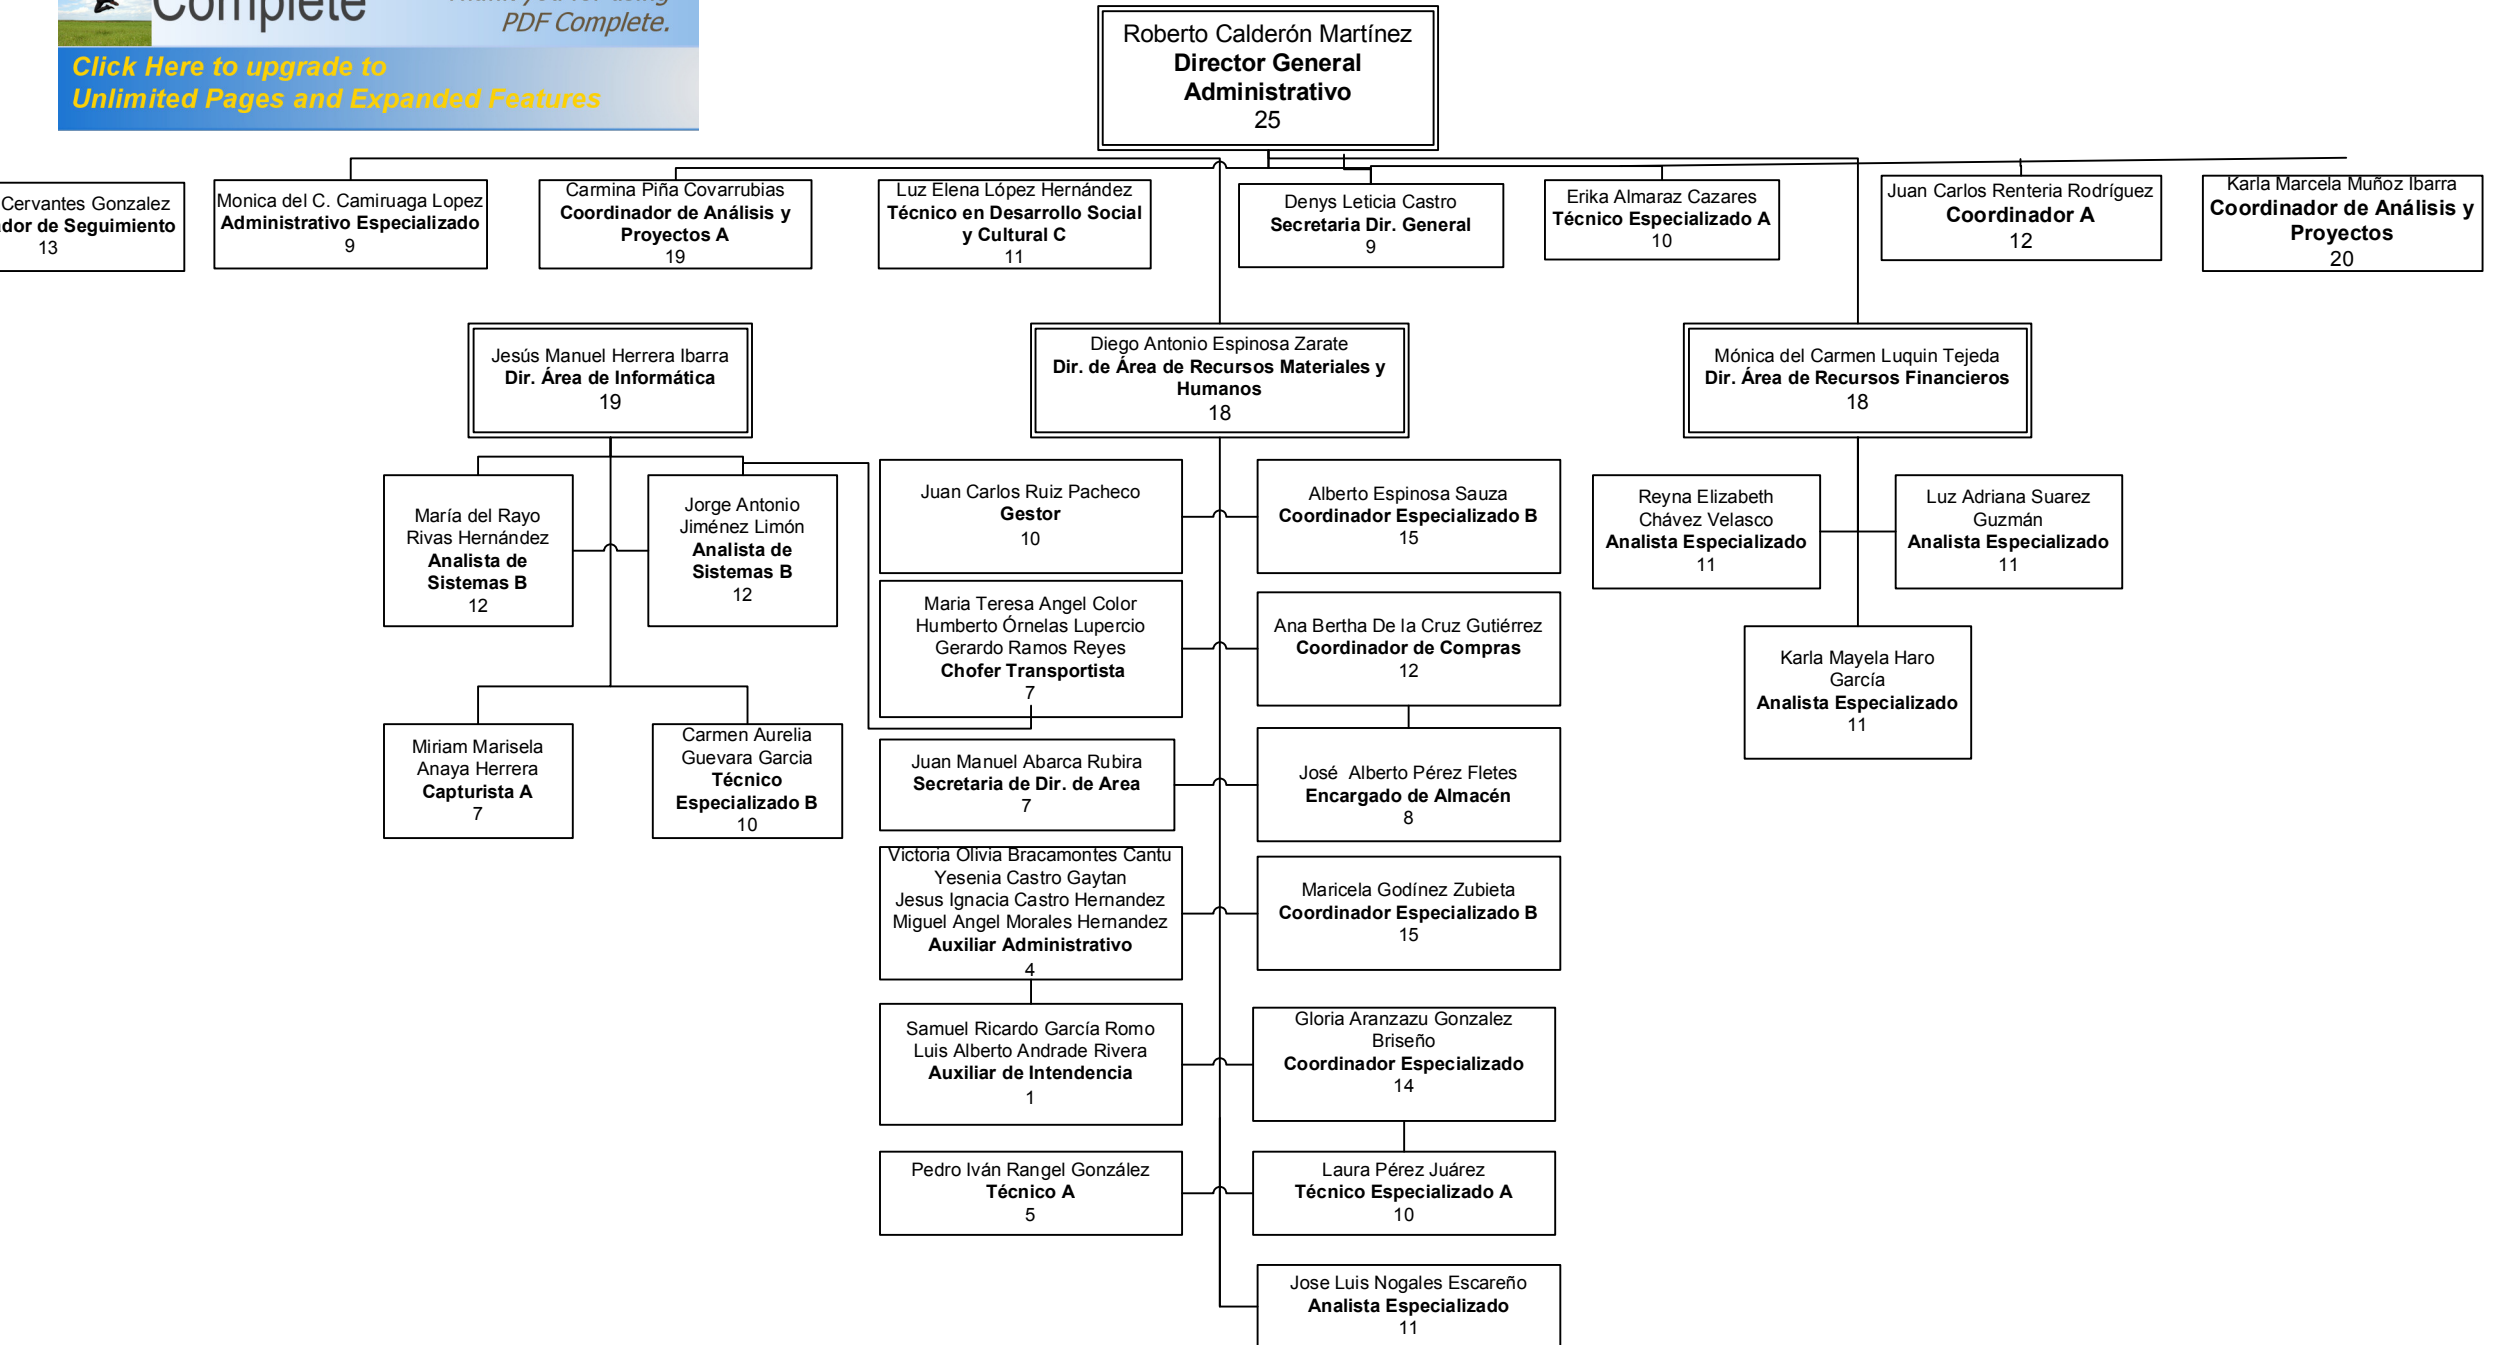 Complete
PDF Complete.
Click Here to upgrade to
Unlimited Pages and Expanded Features
Roberto Calderón Martínez
Director General
Administrativo
25
Cervantes Gonzalez
de Seguimiento
13
Monica del C. Camiruaga Lopez
Administrativo Especializado
9
Carmina Piña Covarrubias
Coordinador de Análisis y
Proyectos A
19
Luz Elena López Hernández
Técnico en Desarrollo Social
y Cultural C
11
Denys Leticia Castro
Secretaria Dir. General
9
Erika Almaraz Cazares
Técnico Especializado A
10
Juan Carlos Renteria Rodríguez
Coordinador A
12
Karla Marcela Muñoz Ibarra
Coordinador de Análisis y
Proyectos
20
Jesús Manuel Herrera Ibarra
Dir. Área de Informática
19
Diego Antonio Espinosa Zarate
Dir. de Área de Recursos Materiales y
Humanos
18
Mónica del Carmen Luquin Tejeda
Dir. Área de Recursos Financieros
18
María del Rayo
Rivas Hernández
Analista de
Sistemas B
12
Jorge Antonio
Jiménez Limón
Analista de
Sistemas B
12
Miriam Marisela
Anaya Herrera
Capturista A
7
Carmen Aurelia
Guevara Garcia
Técnico
Especializado B
10
Juan Carlos Ruiz Pacheco
Gestor
10
Alberto Espinosa Sauza
Coordinador Especializado B
15
Maria Teresa Angel Color
Humberto Órnelas Lupercio
Gerardo Ramos Reyes
Chofer Transportista
7
Ana Bertha De la Cruz Gutiérrez
Coordinador de Compras
12
Juan Manuel Abarca Rubira
Secretaria de Dir. de Area
7
José  Alberto Pérez Fletes
Encargado de Almacén
8
Victoria Olivia Bracamontes Cantu
Yesenia Castro Gaytan
Jesus Ignacia Castro Hernandez
Miguel Angel Morales Hernandez
Auxiliar Administrativo
4
Maricela Godínez Zubieta
Coordinador Especializado B
15
Samuel Ricardo García Romo
Luis Alberto Andrade Rivera
Auxiliar de Intendencia
1
Gloria Aranzazu Gonzalez
Briseño
Coordinador Especializado
14
Pedro Iván Rangel González
Técnico A
5
Laura Pérez Juárez
Técnico Especializado A
10
Jose Luis Nogales Escareño
Analista Especializado
11
Reyna Elizabeth
Chávez Velasco
Analista Especializado
11
Luz Adriana Suarez
Guzmán
Analista Especializado
11
Karla Mayela Haro
García
Analista Especializado
11